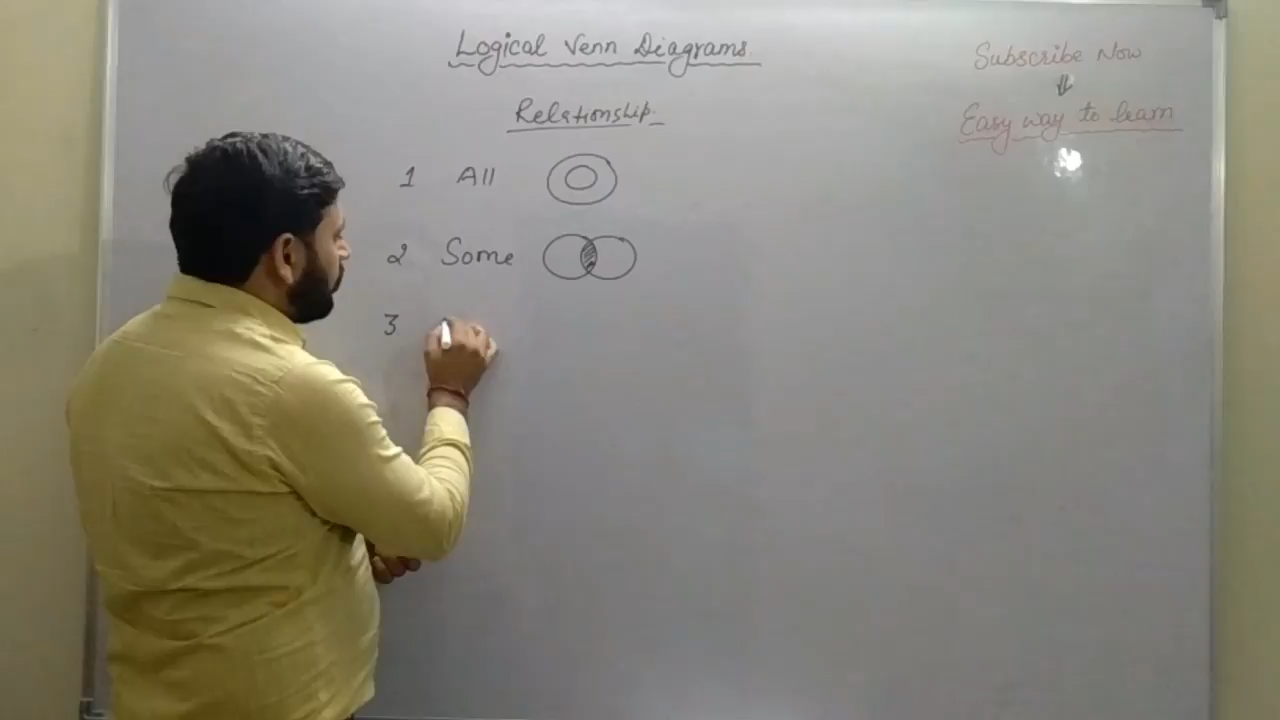 Logical Venn Diagrams
Relationship
1 All
2 Some
3
Subscribe Now
⇓
Easy way to learn